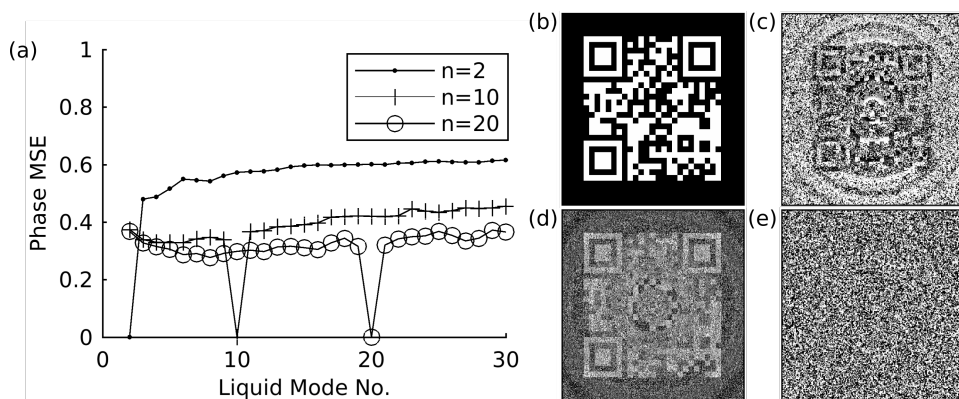 (a)
1
0.8
0.6
0.4
0.2
0
Phase MSE
0 10 20 30
Liquid Mode No.
n=2
n=10
n=20
(b)
(c)
(d)
(e)